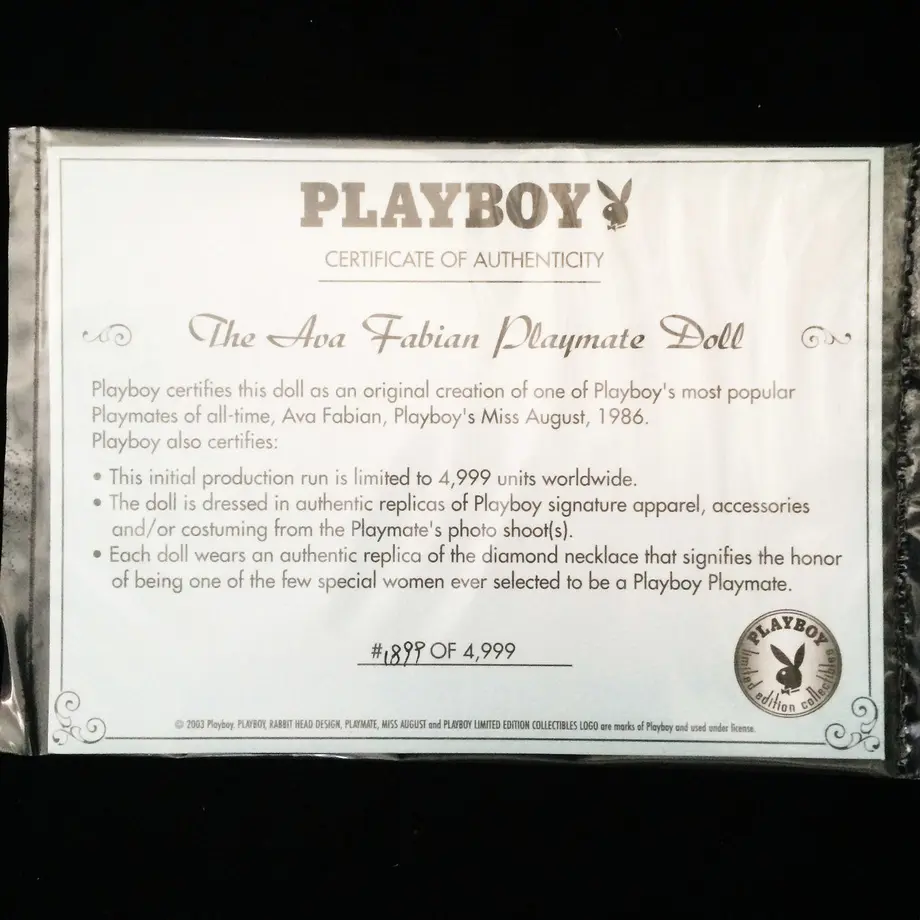 PLAYBOY
CERTIFICATE OF AUTHENTICITY
The Ava Fabian Playmate Doll
Playboy certifies this doll as an original creation of one of Playboy's most popular
Playmates of all-time, Ava Fabian, Playboy's Miss August, 1986.
Playboy also certifies:
• This initial production run is limited to 4,999 units worldwide.
• The doll is dressed in authentic replicas of Playboy signature apparel, accessories
and/or costuming from the Playmate's photo shoot(s).
• Each doll wears an authentic replica of the diamond necklace that signifies the honor
of being one of the few special women ever selected to be a Playboy Playmate.
#1899 OF 4,999
PLAYBOY
limited edition collectibles
© 2003 Playboy. PLAYBOY, RABBIT HEAD DESIGN, PLAYMATE, MISS AUGUST and PLAYBOY LIMITED EDITION COLLECTIBLES LOGO are marks of Playboy and used under license.